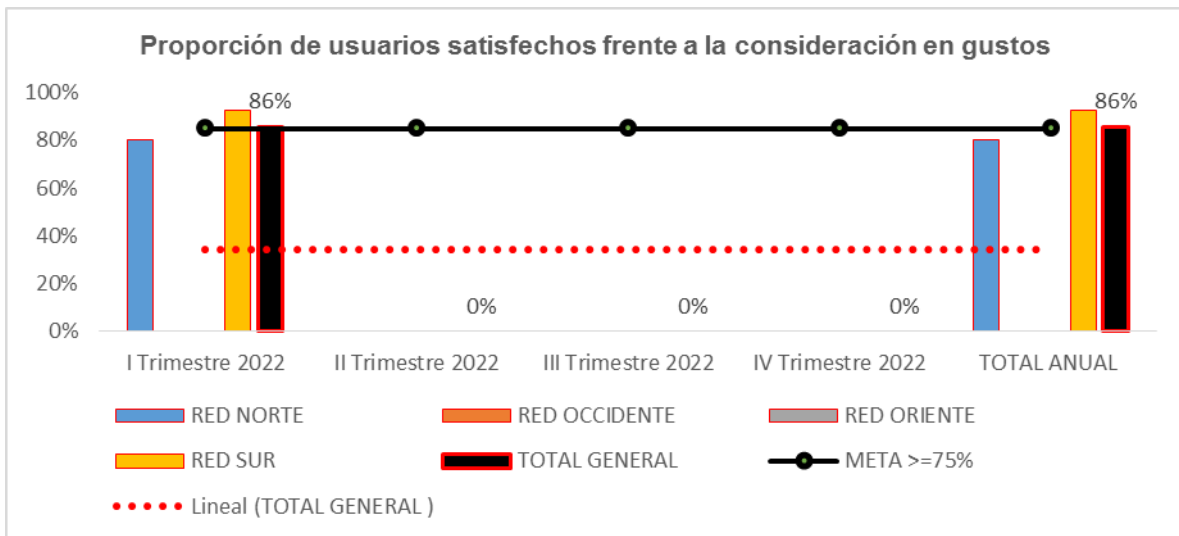 Proporción de usuarios satisfechos frente a la consideración en gustos
100%
80%
60%
40%
20%
0%
86%
0%
0%
0%
86%
I Trimestre 2022
II Trimestre 2022
III Trimestre 2022
IV Trimestre 2022
TOTAL ANUAL
RED NORTE
RED OCCIDENTE
RED ORIENTE
RED SUR
TOTAL GENERAL
META >=75%
Lineal (TOTAL GENERAL )